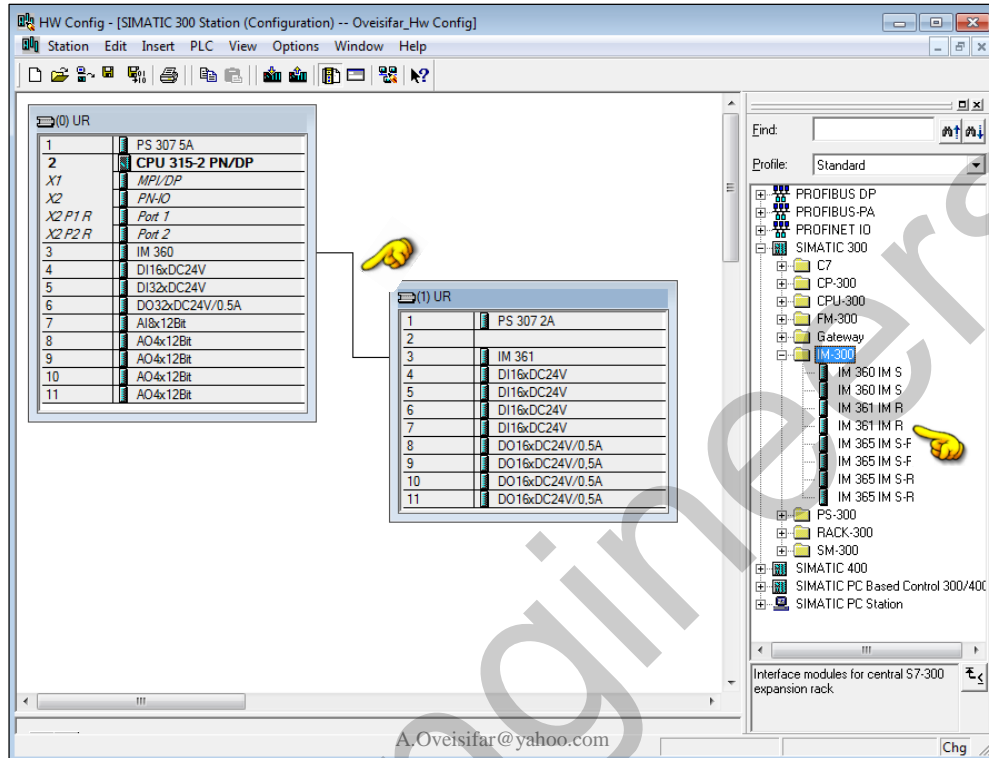 HW Config - [SIMATIC 300 Station (Configuration) -- Oveisifar_Hw Config]
Station Edit Insert PLC View Options Window Help
(0) UR
1 PS 307 5A
2 CPU 315-2 PN/DP
X1 MPI/DP
X2 PN-IO
X2 P1 R Port 1
X2 P2 R Port 2
3 IM 360
4 DI16xDC24V
5 DI32xDC24V
6 DO32xDC24V/0.5A
7 AI8x12Bit
8 AO4x12Bit
9 AO4x12Bit
10 AO4x12Bit
11 AO4x12Bit
(1) UR
1 PS 307 2A
2
3 IM 361
4 DI16xDC24V
5 DI16xDC24V
6 DI16xDC24V
7 DI16xDC24V
8 DO16xDC24V/0.5A
9 DO16xDC24V/0.5A
10 DO16xDC24V/0.5A
11 DO16xDC24V/0.5A
Find:
Profile: Standard
PROFIBUS DP
PROFIBUS-PA
PROFINET IO
SIMATIC 300
C7
CP-300
CPU-300
FM-300
Gateway
IM-300
IM 360 IM S
IM 360 IM S
IM 361 IM R
IM 361 IM R
IM 365 IM S-F
IM 365 IM S-F
IM 365 IM S-R
IM 365 IM S-R
PS-300
RACK-300
SM-300
SIMATIC 400
SIMATIC PC Based Control 300/400
SIMATIC PC Station
Interface modules for central S7-300
expansion rack
A.Oveisifar@yahoo.com
Chg